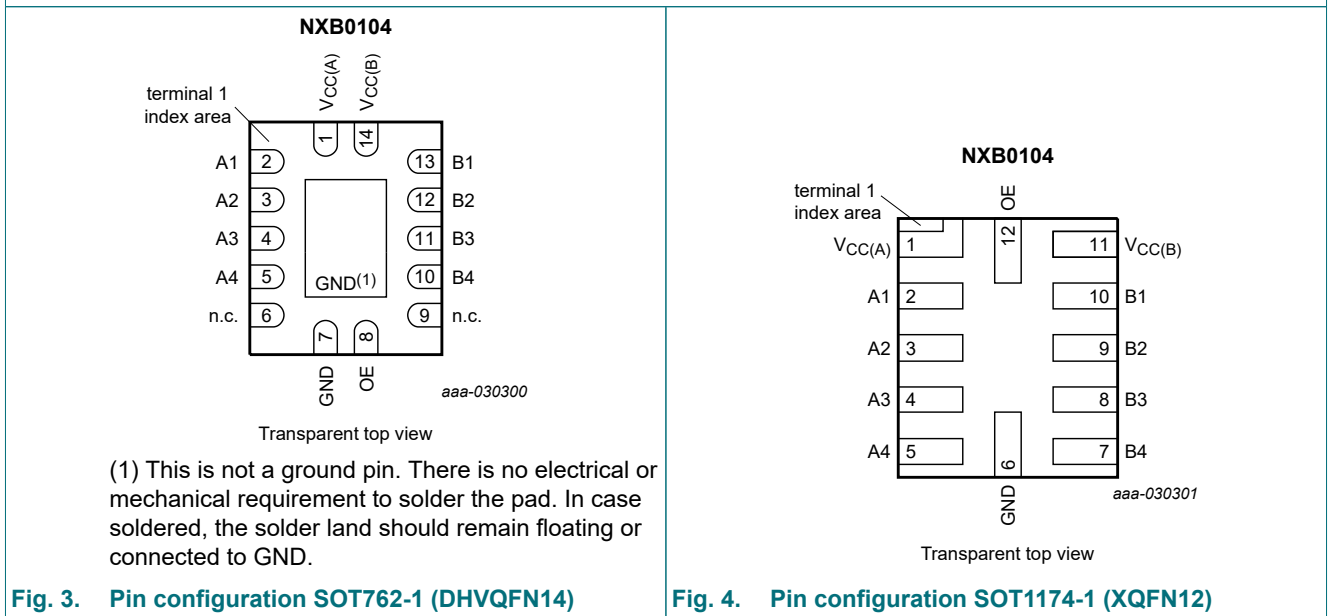 NXB0104
VCC(A)
VCC(B)
terminal 1
index area
1
14
A1 2 13 B1
A2 3 12 B2
A3 4 11 B3
A4 5 GND(1) 10 B4
n.c. 6 9 n.c.
7 8
GND OE
aaa-030300
Transparent top view
(1) This is not a ground pin. There is no electrical or
mechanical requirement to solder the pad. In case
soldered, the solder land should remain floating or
connected to GND.
Fig. 3. Pin configuration SOT762-1 (DHVQFN14)
NXB0104
terminal 1
index area
OE
VCC(A) 1 12 11 VCC(B)
A1 2 10 B1
A2 3 9 B2
A3 4 8 B3
A4 5 6 7 B4
GND
aaa-030301
Transparent top view
Fig. 4. Pin configuration SOT1174-1 (XQFN12)